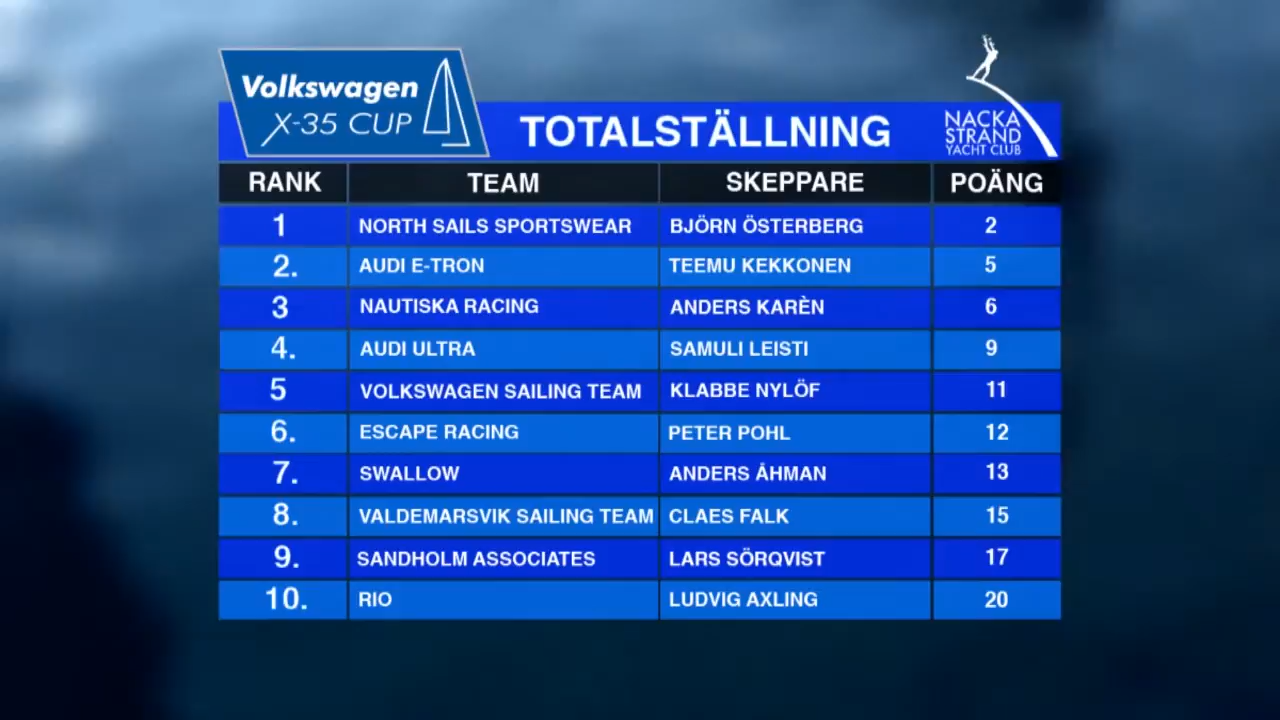 Volkswagen
X-35 CUP
TOTALSTÄLLNING
NACKA
STRAND
YACHT CLUB
RANK TEAM SKEPPARE POÄNG
1 NORTH SAILS SPORTSWEAR BJÖRN ÖSTERBERG 2
2. AUDI E-TRON TEEMU KEKKONEN 5
3 NAUTISKA RACING ANDERS KARÈN 6
4. AUDI ULTRA SAMULI LEISTI 9
5 VOLKSWAGEN SAILING TEAM KLABBE NYLÖF 11
6. ESCAPE RACING PETER POHL 12
7. SWALLOW ANDERS ÅHMAN 13
8. VALDEMARSVIK SAILING TEAM CLAES FALK 15
9. SANDHOLM ASSOCIATES LARS SÖRQVIST 17
10. RIO LUDVIG AXLING 20